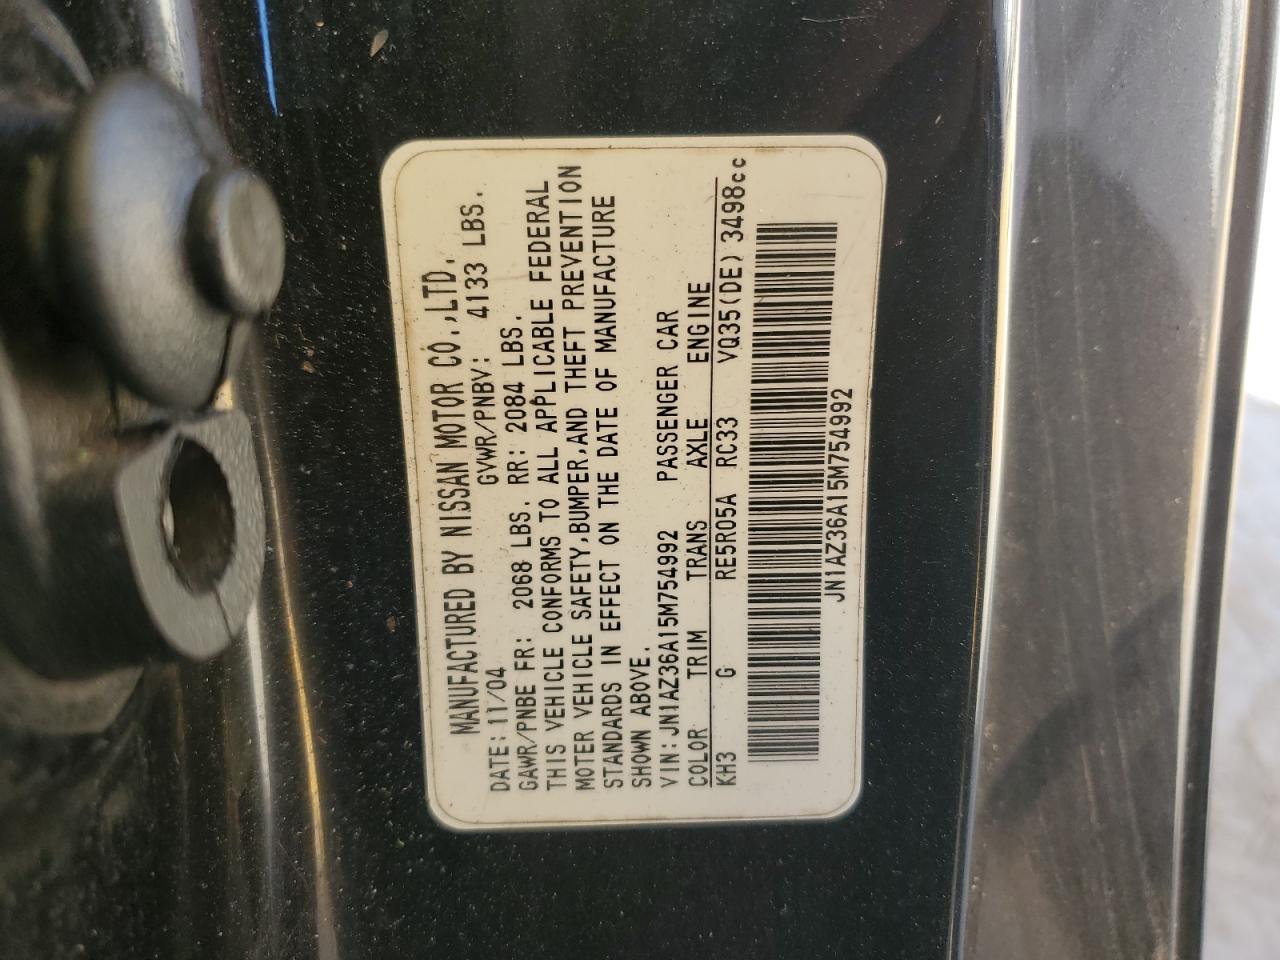 MANUFACTURED BY NISSAN MOTOR CO.,LTD.
DATE:11/04 GVWR/PNBV: 4133 LBS.
GAWR/PNBE FR: 2068 LBS. RR: 2084 LBS.
THIS VEHICLE CONFORMS TO ALL APPLICABLE FEDERAL
MOTER VEHICLE SAFETY,BUMPER,AND THEFT PREVENTION
STANDARDS IN EFFECT ON THE DATE OF MANUFACTURE
SHOWN ABOVE.
VIN:JN1AZ36A15M754992 PASSENGER CAR
COLOR TRIM TRANS AXLE ENGINE
KH3 G RE5R05A RC33 VQ35(DE) 3498cc
JN1AZ36A15M754992